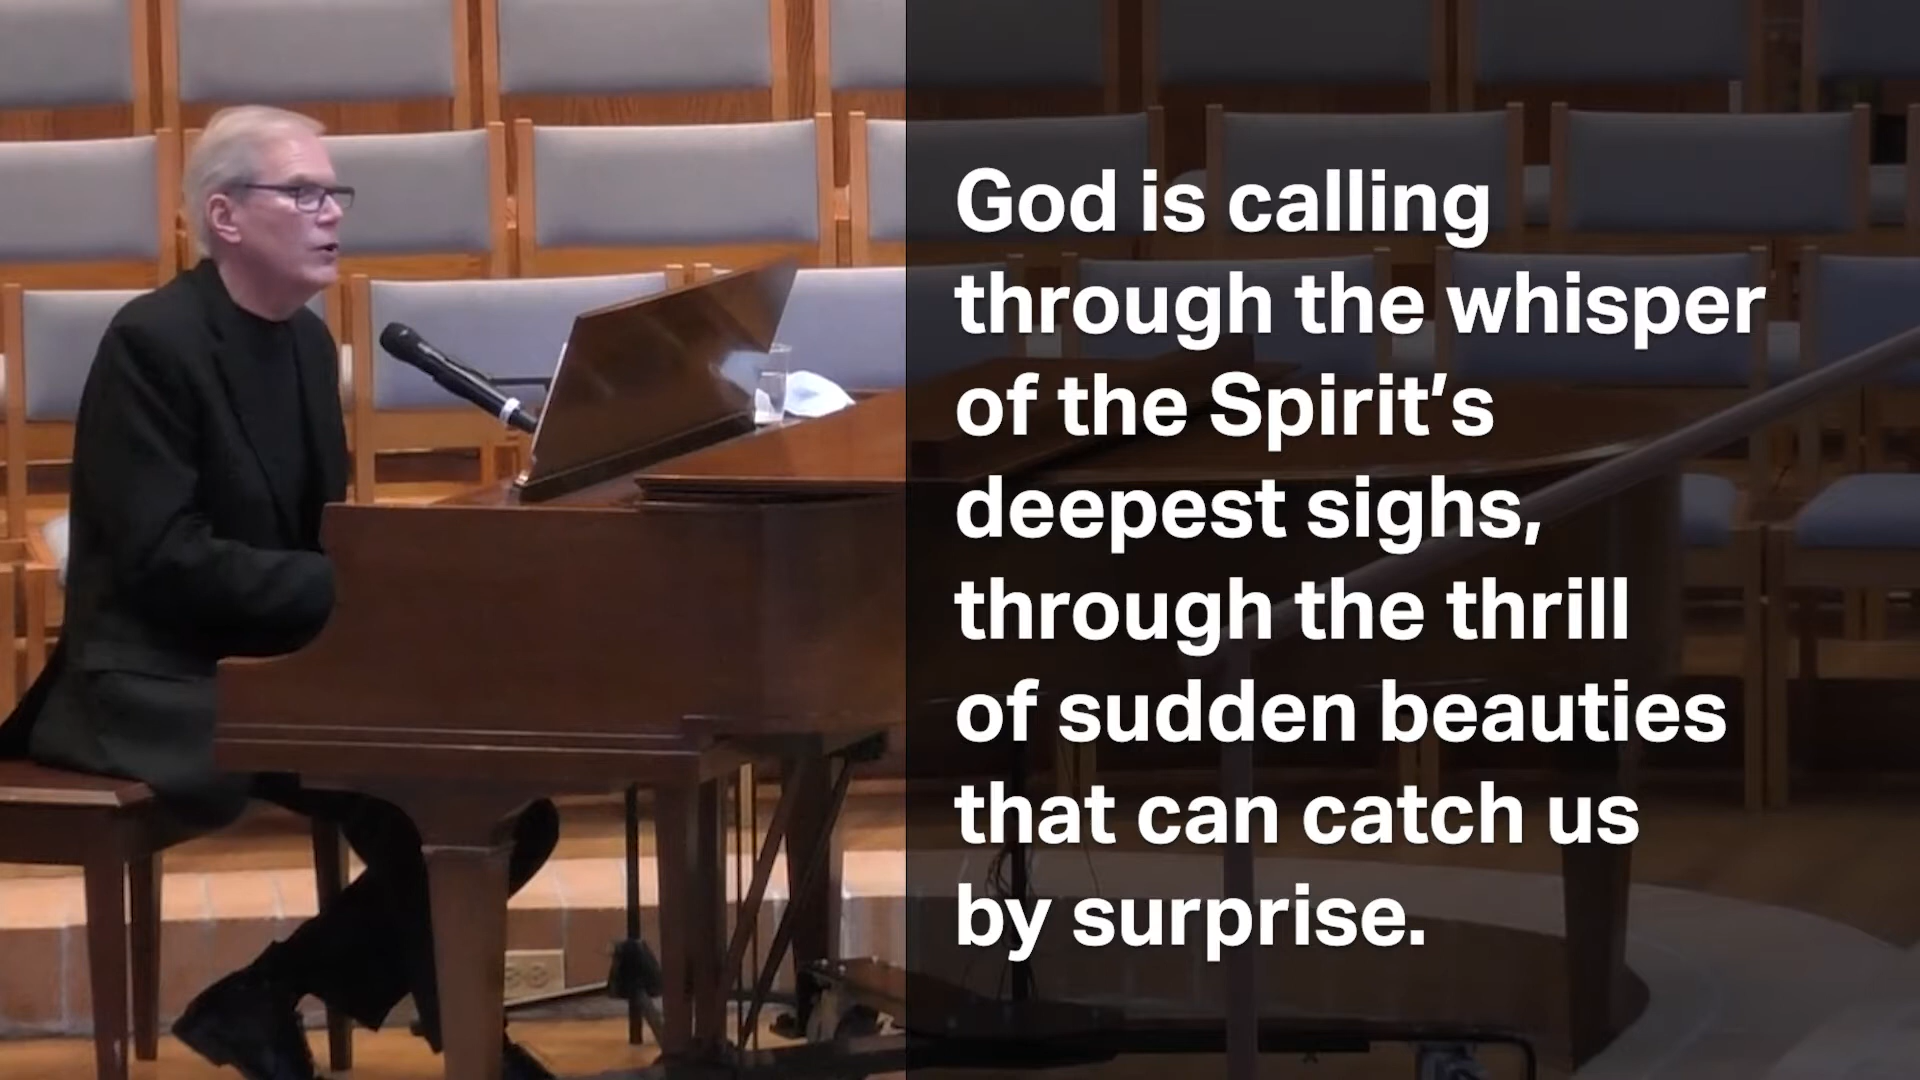 God is calling
through the whisper
of the Spirit’s
deepest sighs,
through the thrill
of sudden beauties
that can catch us
by surprise.